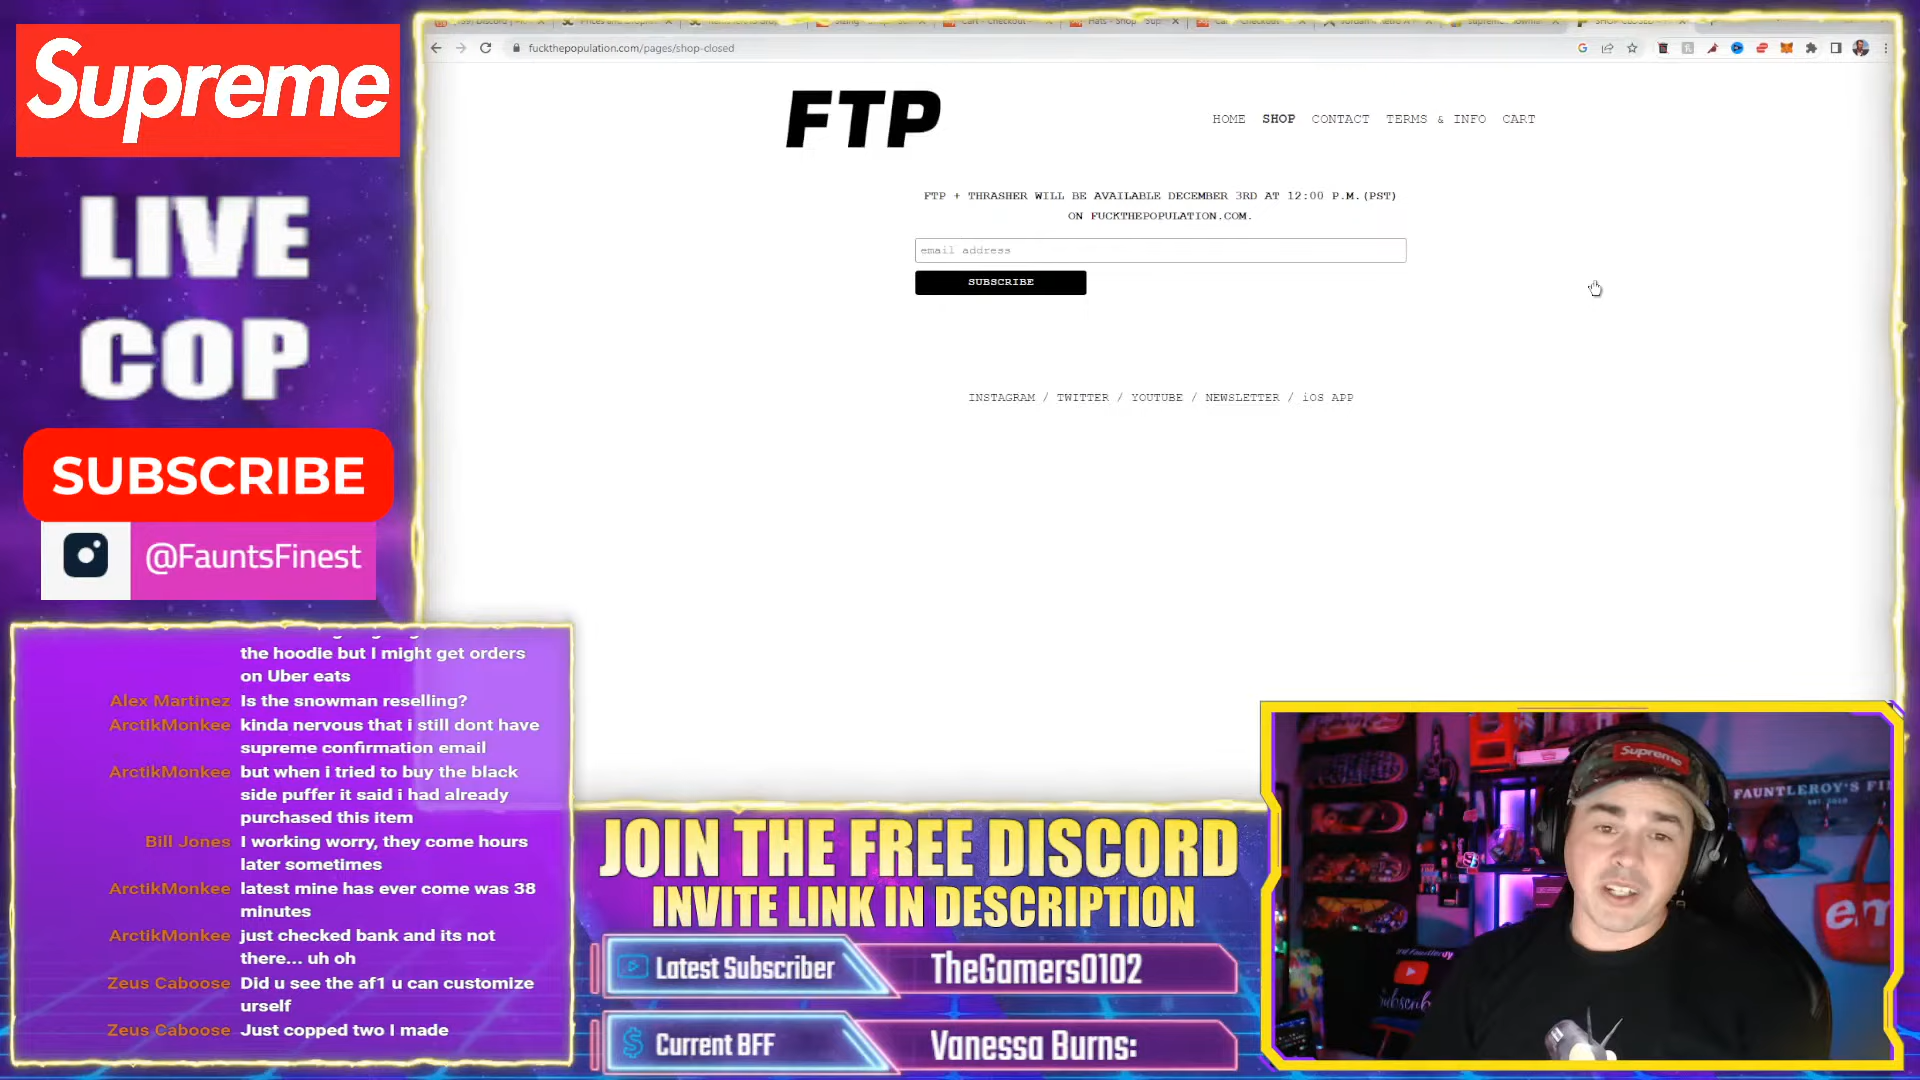 Supreme
LIVE
COP
SUBSCRIBE
@FauntsFinest
fuckthepopulation.com/pages/shop-closed
FTP
HOME SHOP CONTACT TERMS & INFO CART
FTP + THRASHER WILL BE AVAILABLE DECEMBER 3RD AT 12:00 P.M.(PST)
ON FUCKTHEPOPULATION.COM.
email address
SUBSCRIBE
INSTAGRAM / TWITTER / YOUTUBE / NEWSLETTER / iOS APP
the hoodie but I might get orders
on Uber eats
Alex Martinez Is the snowman reselling?
ArctikMonkee kinda nervous that i still dont have
supreme confirmation email
ArctikMonkee but when i tried to buy the black
side puffer it said i had already
purchased this item
Bill Jones I working worry, they come hours
later sometimes
ArctikMonkee latest mine has ever come was 38
minutes
ArctikMonkee just checked bank and its not
there... uh oh
Zeus Caboose Did u see the af1 u can customize
urself
Zeus Caboose Just copped two I made
JOIN THE FREE DISCORD
INVITE LINK IN DESCRIPTION
Latest Subscriber TheGamers0102
Current BFF Vanessa Burns:
Supreme
FAUNTLEROY'S